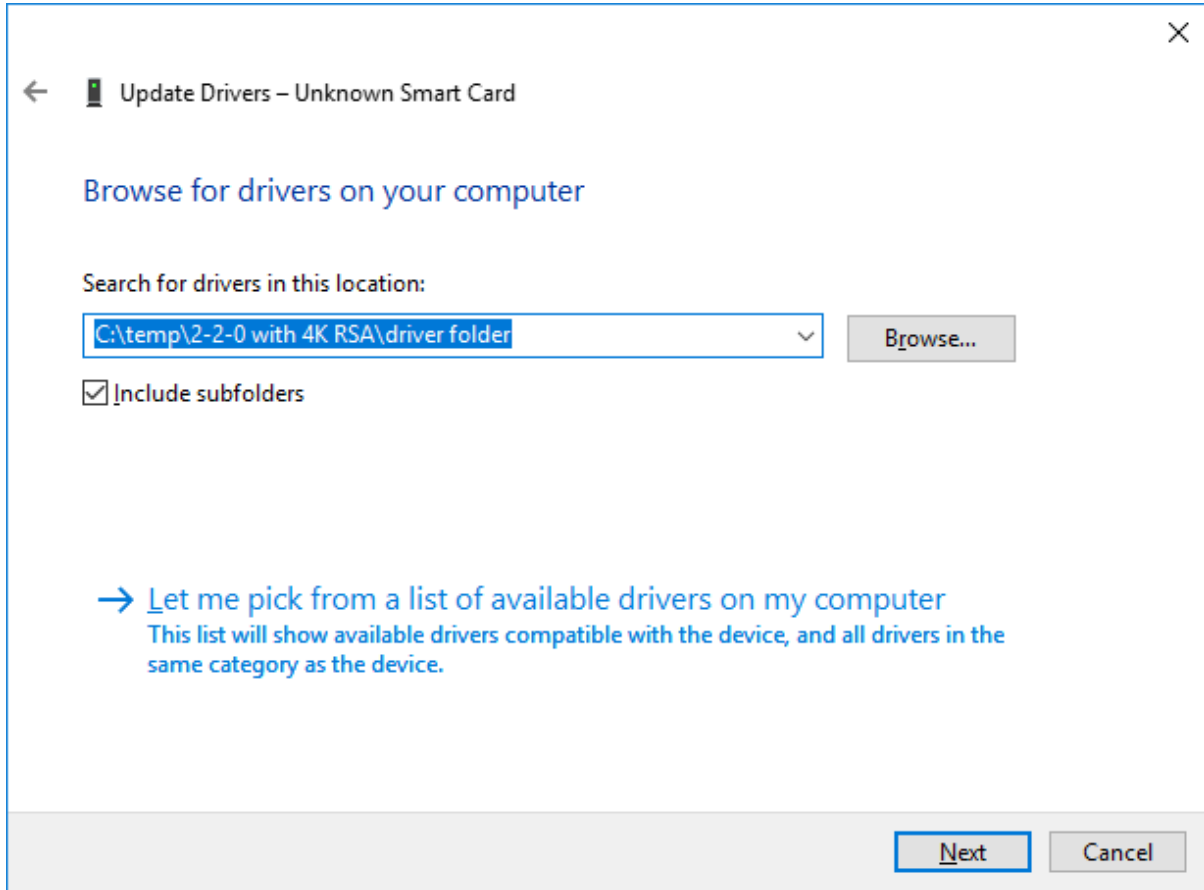 Update Drivers – Unknown Smart Card
Browse for drivers on your computer
Search for drivers in this location:
C:\temp\2-2-0 with 4K RSA\driver folder
Browse...
Include subfolders
Let me pick from a list of available drivers on my computer
This list will show available drivers compatible with the device, and all drivers in the
same category as the device.
Next
Cancel